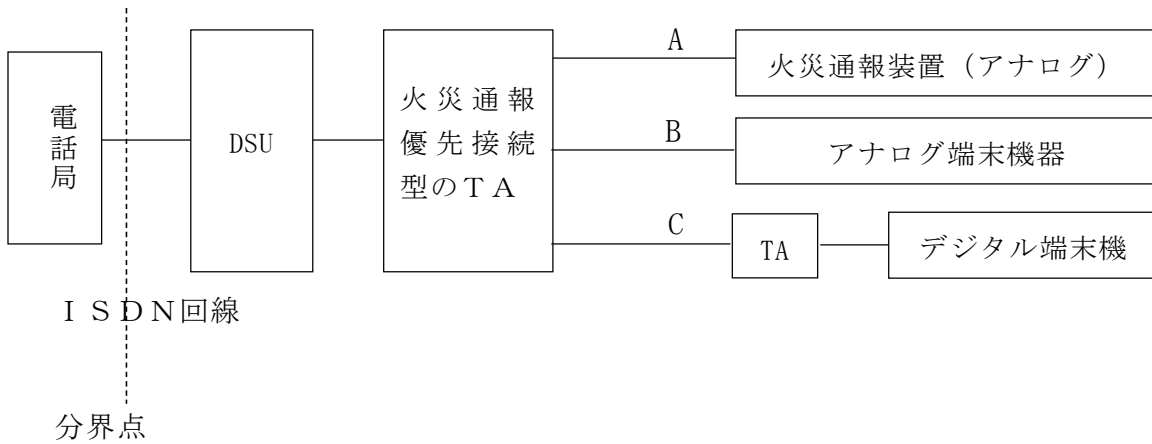 電話局
DSU
火災通報
優先接続
型のＴＡ
A
火災通報装置（アナログ）
B
アナログ端末機器
C
TA
デジタル端末機
ＩＳＤＮ回線
分界点